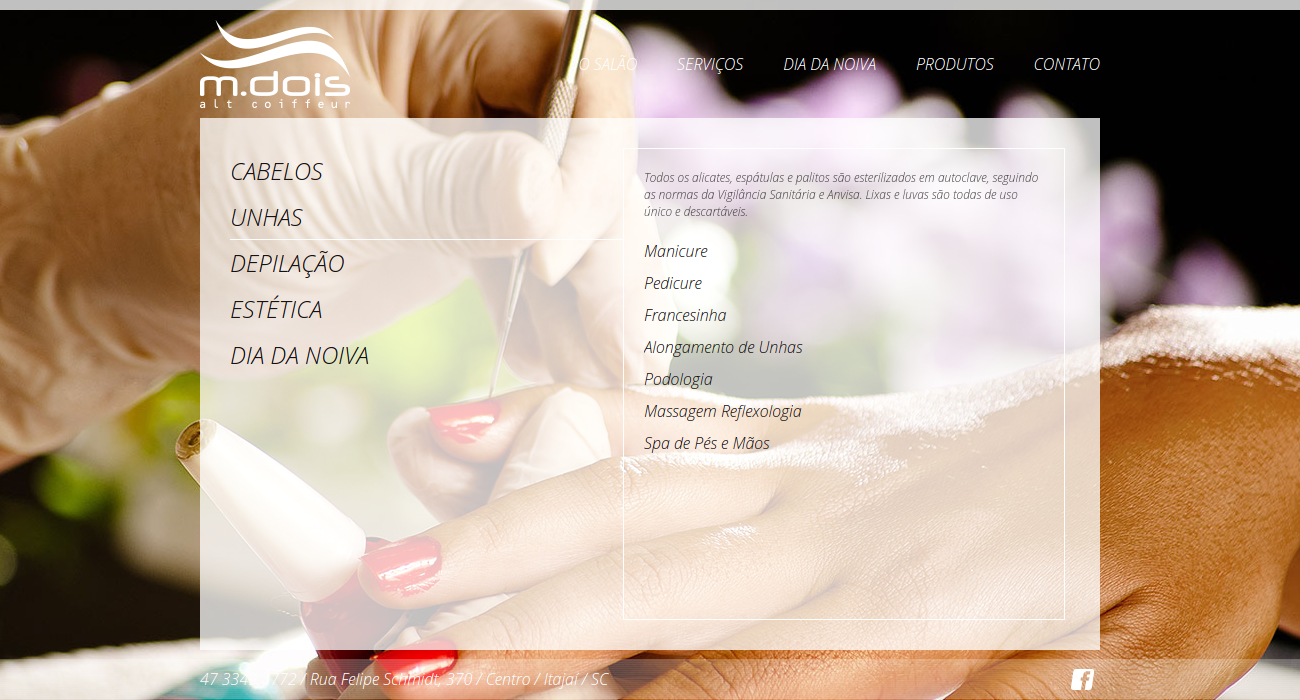 m.dois
alt coiffeur
O SALÃO
SERVIÇOS
DIA DA NOIVA
PRODUTOS
CONTATO
CABELOS
UNHAS
DEPILAÇÃO
ESTÉTICA
DIA DA NOIVA
Todos os alicates, espátulas e palitos são esterilizados em autoclave, seguindo
as normas da Vigilância Sanitária e Anvisa. Lixas e luvas são todas de uso
único e descartáveis.
Manicure
Pedicure
Francesinha
Alongamento de Unhas
Podologia
Massagem Reflexologia
Spa de Pés e Mãos
47 / Rua Felipe Schmidt, 370 / Centro / Itajaí / SC